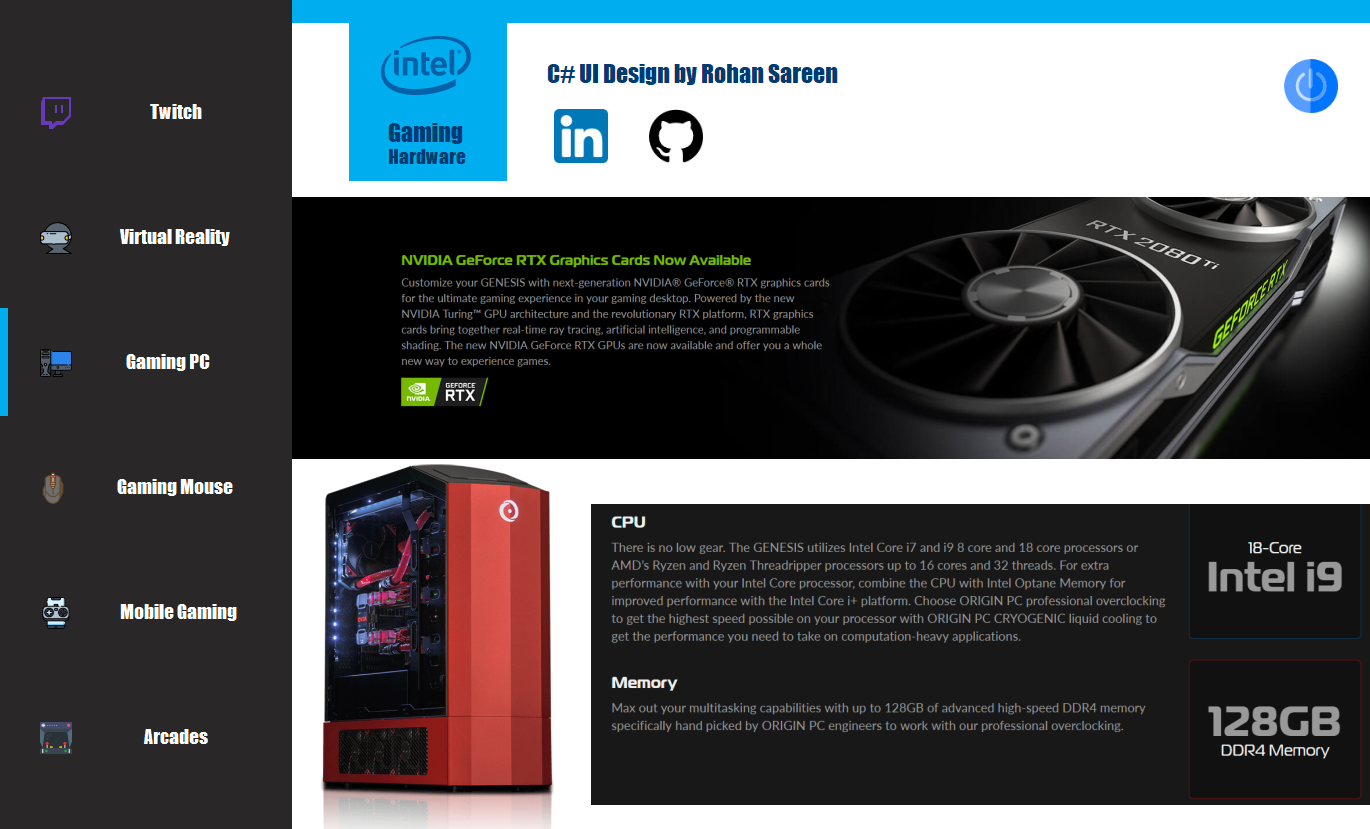 Twitch
Virtual Reality
Gaming PC
Gaming Mouse
Mobile Gaming
Arcades
intel
Gaming
Hardware
C# UI Design by Rohan Sareen
in
NVIDIA GeForce RTX Graphics Cards Now Available
Customize your GENESIS with next-generation NVIDIA® GeForce® RTX graphics cards
for the ultimate gaming experience in your gaming desktop. Powered by the new
NVIDIA Turing™ GPU architecture and the revolutionary RTX platform, RTX graphics
cards bring together real-time ray tracing, artificial intelligence, and programmable
shading. The new NVIDIA GeForce RTX GPUs are now available and offer you a whole
new way to experience games.
NVIDIA
GEFORCE
RTX
RTX 2080 Ti
GEFORCE RTX
CPU
There is no low gear. The GENESIS utilizes Intel Core i7 and i9 8 core and 18 core processors or
AMD's Ryzen and Ryzen Threadripper processors up to 16 cores and 32 threads. For extra
performance with your Intel Core processor, combine the CPU with Intel Optane Memory for
improved performance with the Intel Core i+ platform. Choose ORIGIN PC professional overclocking
to get the highest speed possible on your processor with ORIGIN PC CRYOGENIC liquid cooling to
get the performance you need to take on computation-heavy applications.
18-Core
Intel i9
Memory
Max out your multitasking capabilities with up to 128GB of advanced high-speed DDR4 memory
specifically hand picked by ORIGIN PC engineers to work with our professional overclocking.
128GB
DDR4 Memory